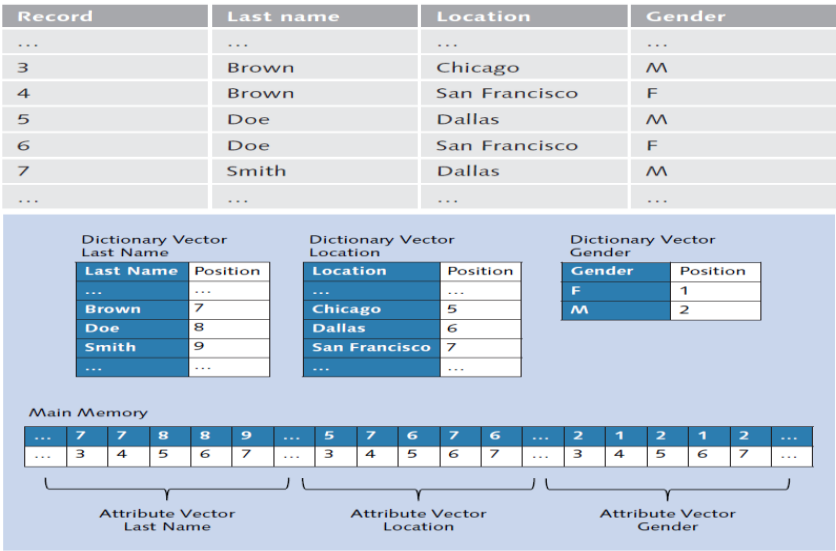 Record Last name Location Gender
... ... ... ...
3 Brown Chicago M
4 Brown San Francisco F
5 Doe Dallas M
6 Doe San Francisco F
7 Smith Dallas M
... ... ... ...
Dictionary Vector Last Name
Last Name Position
... ...
Brown 7
Doe 8
Smith 9
... ...
Dictionary Vector Location
Location Position
... ...
Chicago 5
Dallas 6
San Francisco 7
... ...
Dictionary Vector Gender
Gender Position
F 1
M 2
Main Memory
... 7 7 8 8 9 ... 5 7 6 7 6 ... 2 1 2 1 2 ...
... 3 4 5 6 7 ... 3 4 5 6 7 ... 3 4 5 6 7 ...
Attribute Vector Last Name
Attribute Vector Location
Attribute Vector Gender